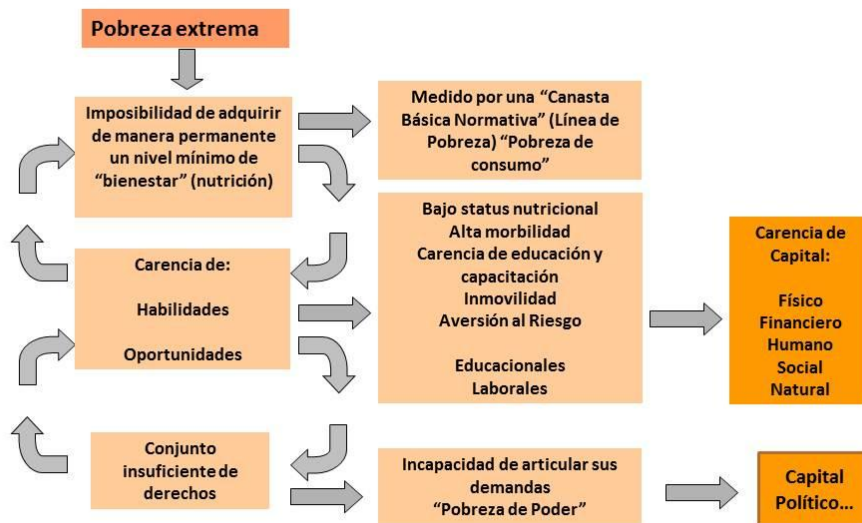 Pobreza extrema
Imposibilidad de adquirir
de manera permanente
un nivel mínimo de
“bienestar” (nutrición)
Medido por una “Canasta
Básica Normativa” (Línea de
Pobreza) “Pobreza de
consumo”
Carencia de:
Habilidades
Oportunidades
Bajo status nutricional
Alta morbilidad
Carencia de educación y
capacitación
Inmovilidad
Aversión al Riesgo
Educacionales
Laborales
Carencia de
Capital:
Físico
Financiero
Humano
Social
Natural
Conjunto
insuficiente de
derechos
Incapacidad de articular sus
demandas
“Pobreza de Poder”
Capital
Político...